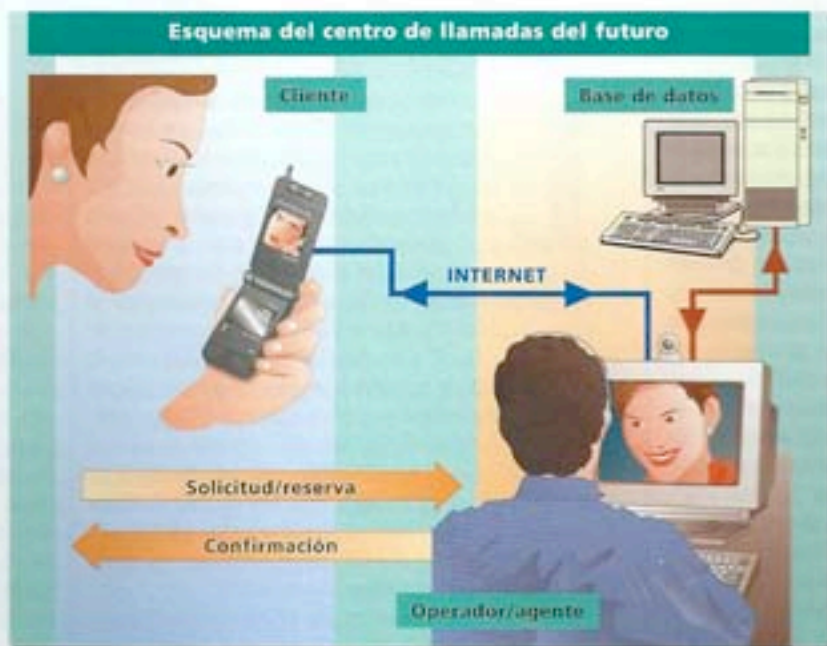 Esquema del centro de llamadas del futuro
Cliente
Base de datos
INTERNET
Solicitud/reserva
Confirmación
Operador/agente